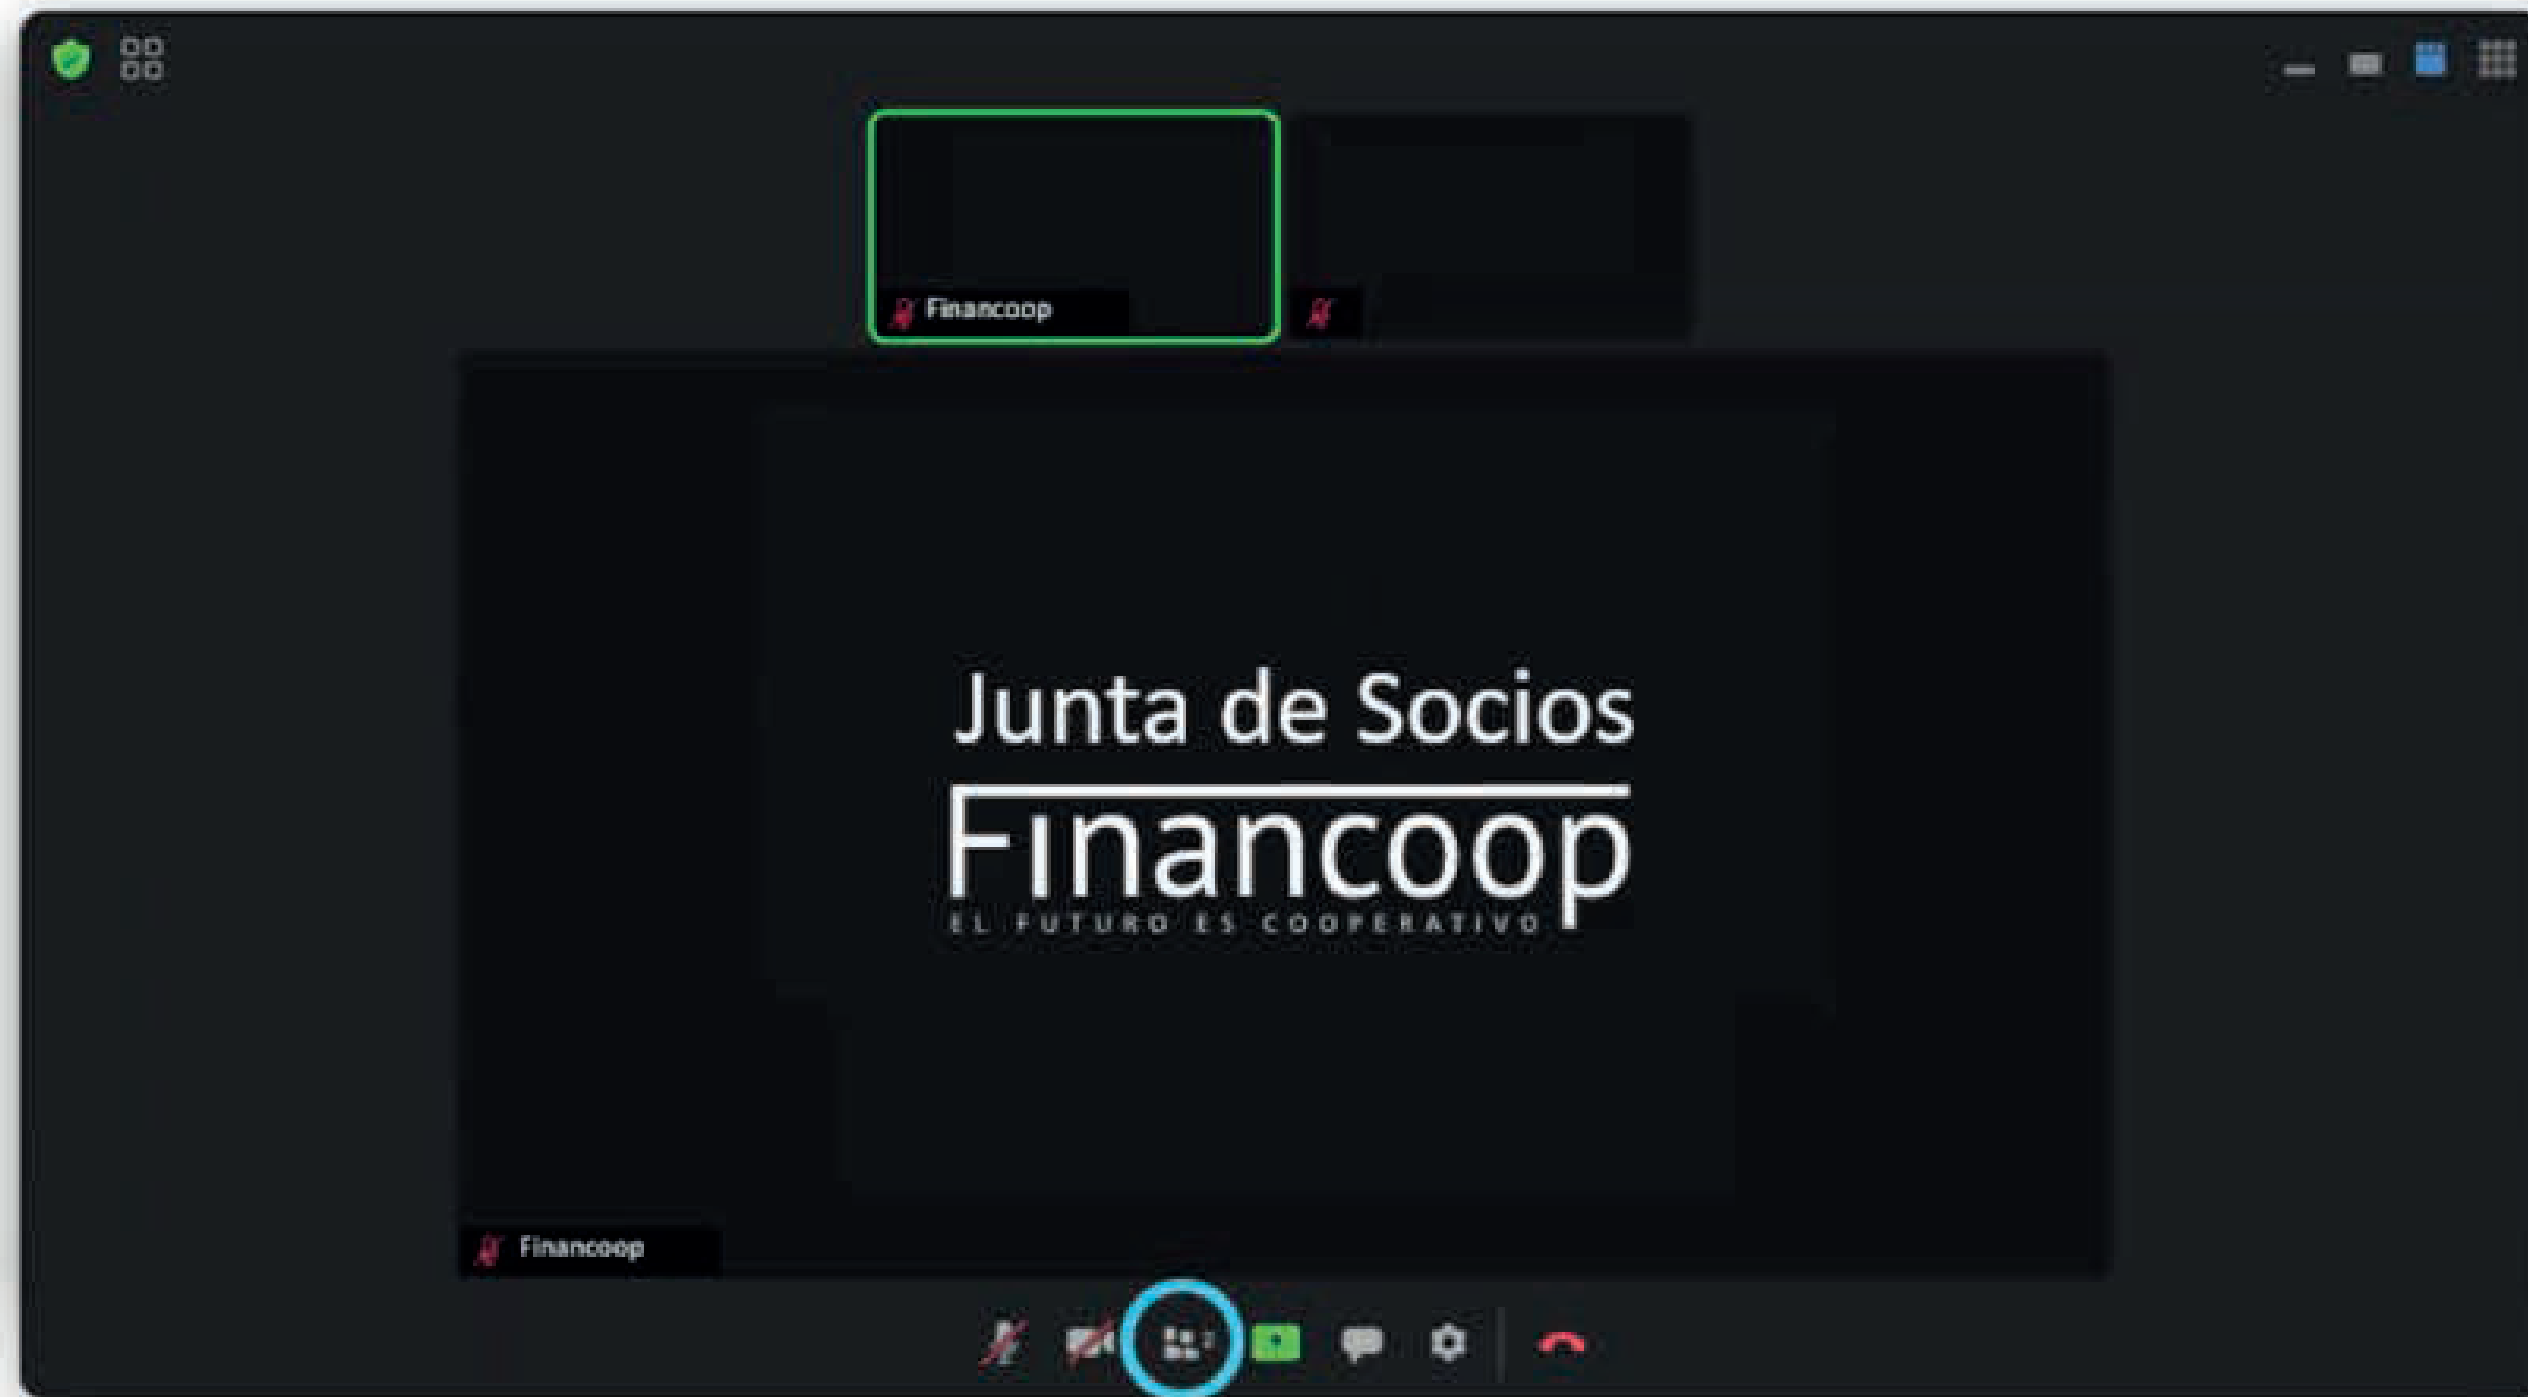 Financoop
Junta de Socios
Financoop
EL FUTURO ES COOPERATIVO
Financoop